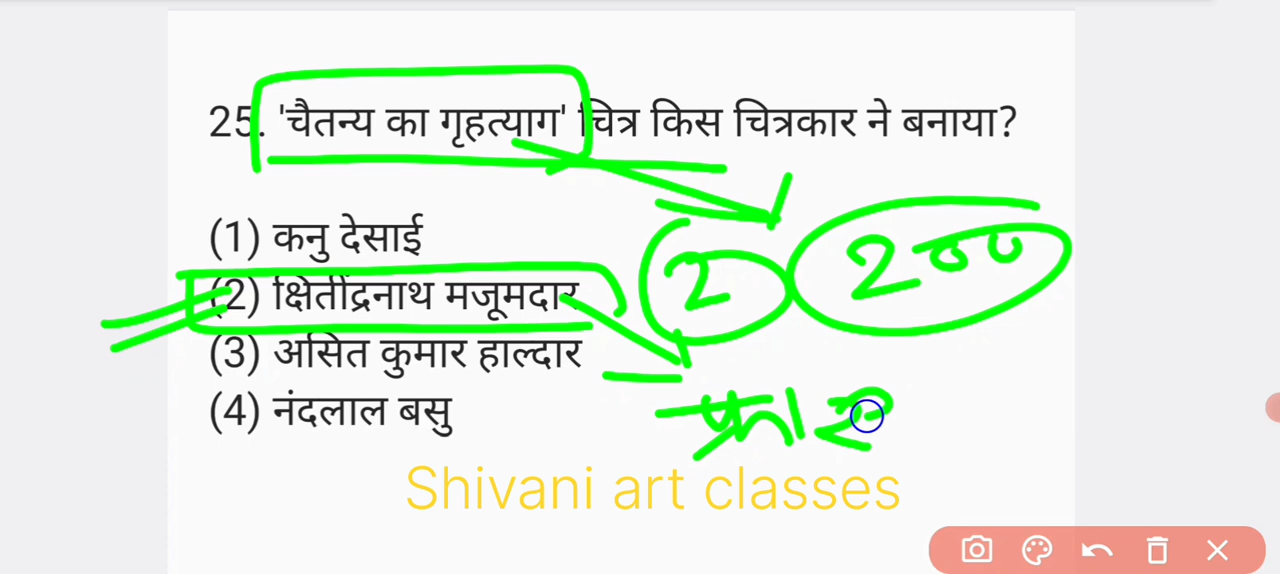 25. 'चैतन्य का गृहत्याग' चित्र किस चित्रकार ने बनाया?
(1) कनु देसाई
(2) क्षितींद्रनाथ मजूमदार
2 200
(3) असित कुमार हाल्दार
(4) नंदलाल बसु
Shivani art classes